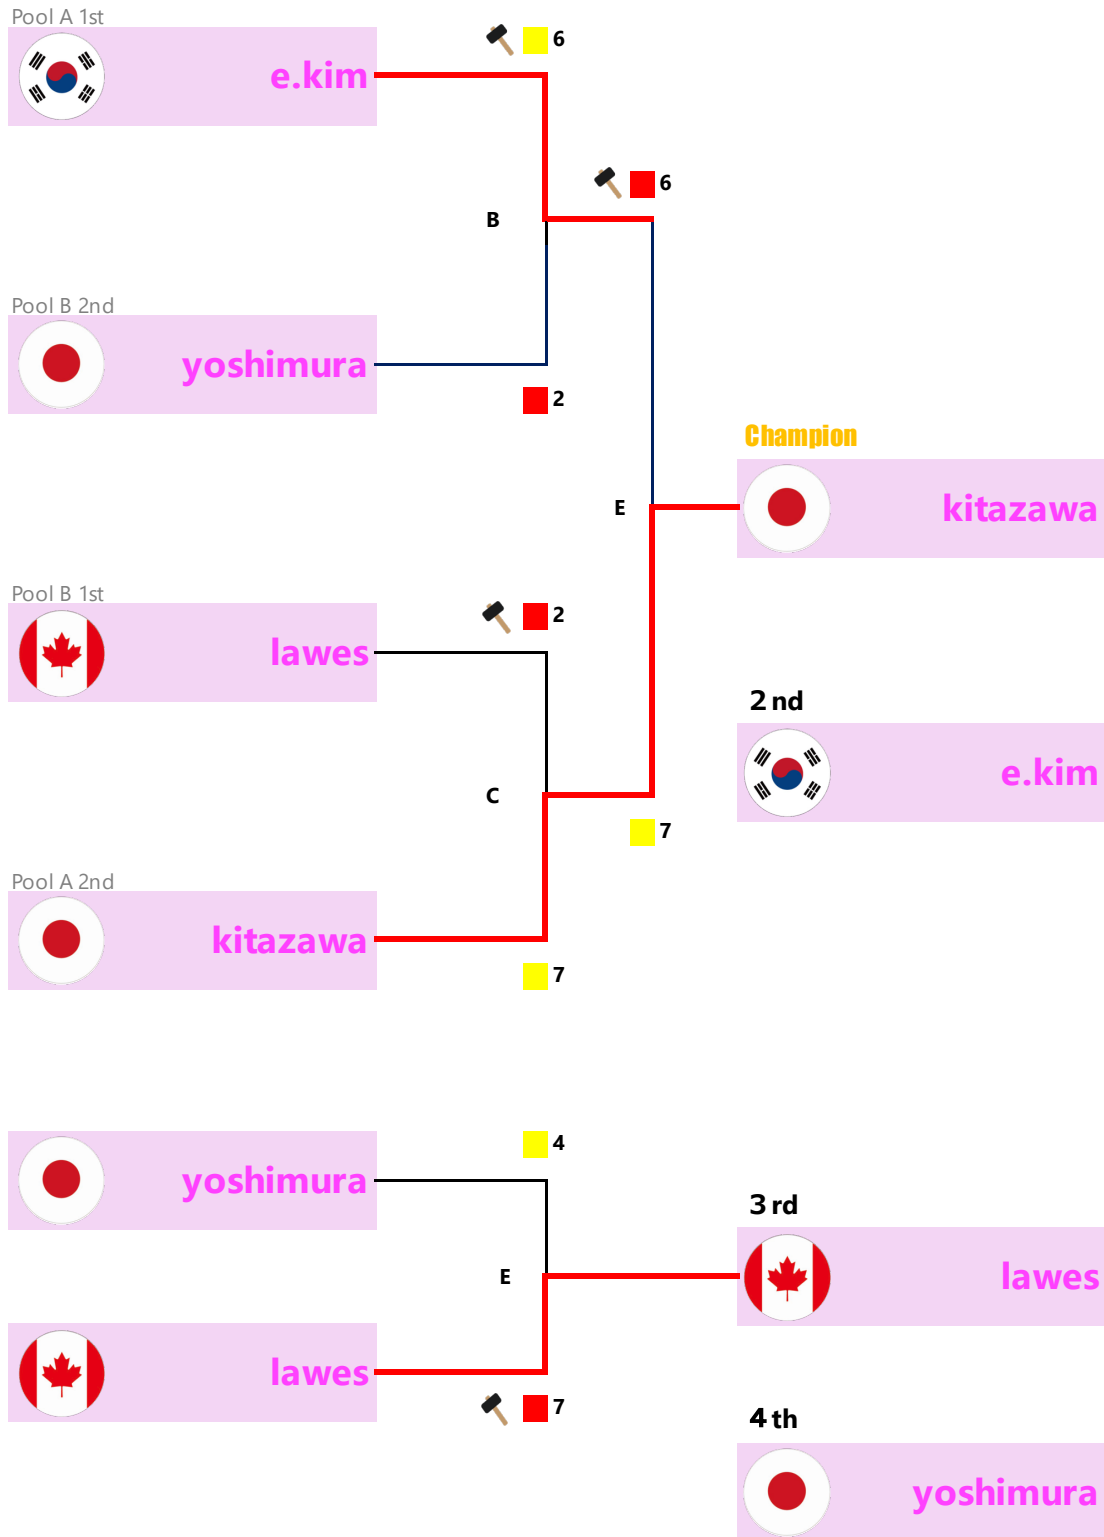 Pool A 1st
6
e.kim
6
B
Pool B 2nd
yoshimura
2
Champion
kitazawa
E
Pool B 1st
2
lawes
2 nd
e.kim
C
7
Pool A 2nd
kitazawa
7
4
yoshimura
3 rd
E
lawes
lawes
7
4 th
yoshimura